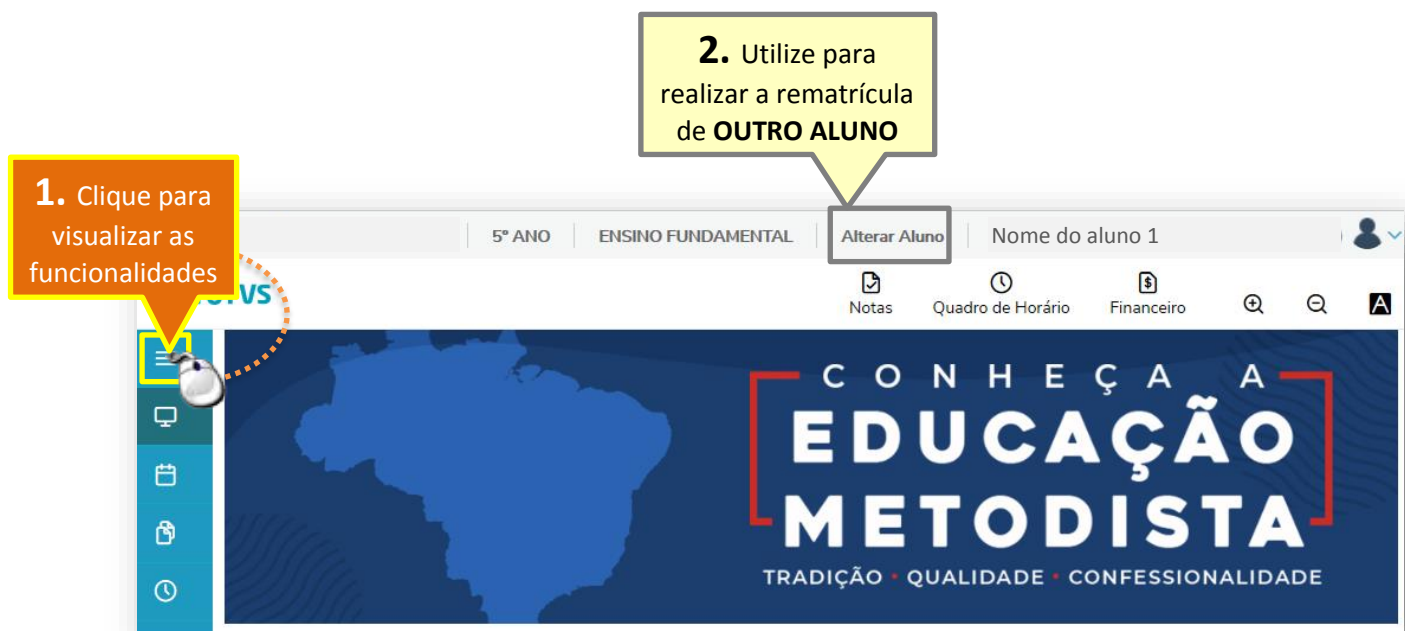 2. Utilize para
realizar a rematrícula
de OUTRO ALUNO
1. Clique para
visualizar as
funcionalidades
5º ANO
ENSINO FUNDAMENTAL
Alterar Aluno
Nome do aluno 1
VS
Notas
Quadro de Horário
Financeiro
A
CONHEÇA A
EDUCAÇÃO
METODISTA
TRADIÇÃO • QUALIDADE • CONFESSIONALIDADE